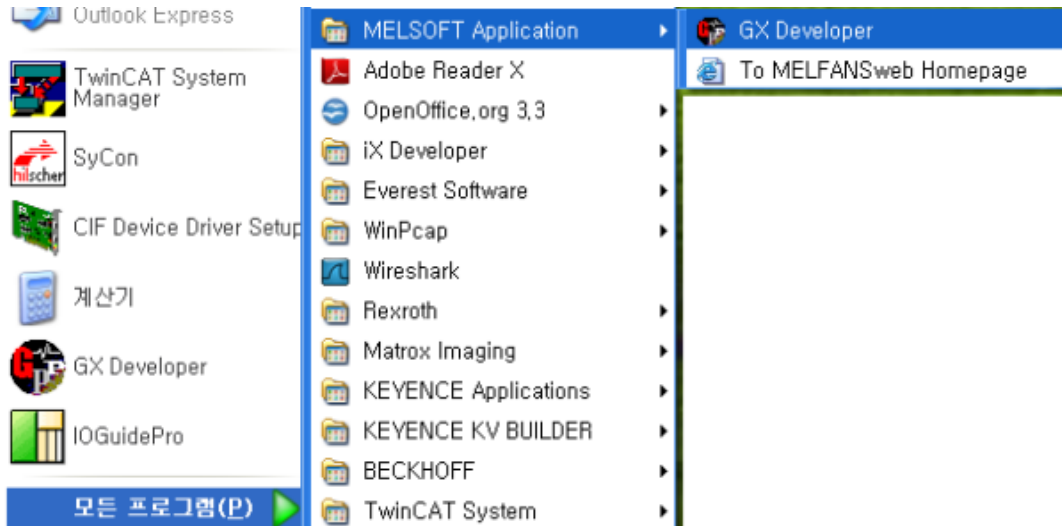 Outlook Express
TwinCAT System
Manager
hilscher
SyCon
CIF Device Driver Setup
계산기
GX Developer
IOGuidePro
모든 프로그램(P)
MELSOFT Application
Adobe Reader X
OpenOffice.org 3.3
iX Developer
Everest Software
WinPcap
Wireshark
Rexroth
Matrox Imaging
KEYENCE Applications
KEYENCE KV BUILDER
BECKHOFF
TwinCAT System
GX Developer
To MELFANSweb Homepage